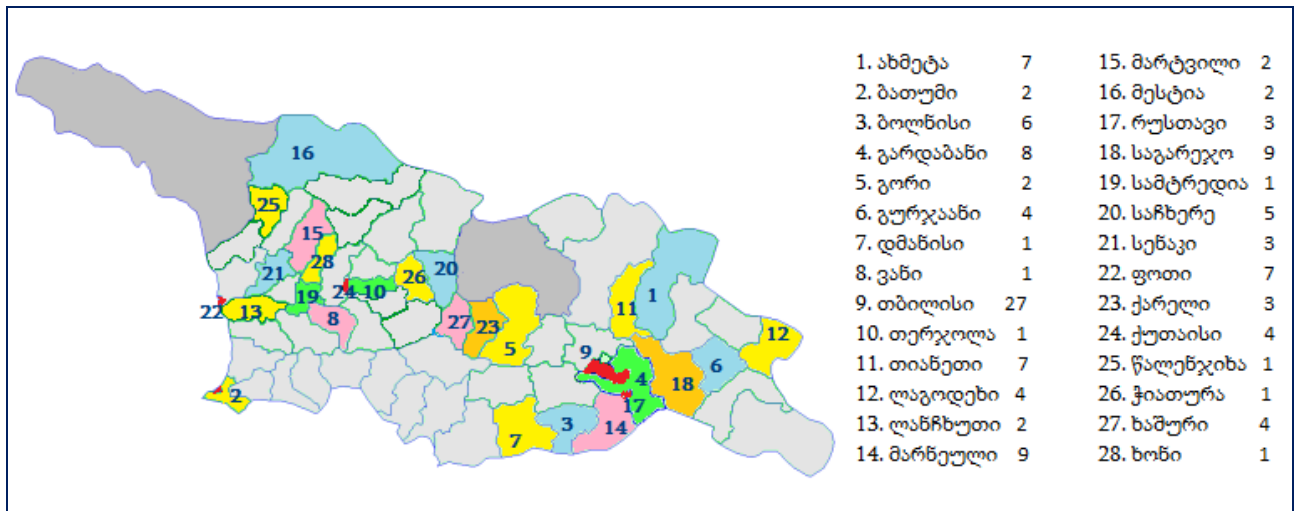 1. ახმეტა 7
2. ბათუმი 2
3. ბოლნისი 6
4. გარდაბანი 8
5. გორი 2
6. გურჯაანი 4
7. დმანისი 1
8. ვანი 1
9. თბილისი 27
10. თერჯოლა 1
11. თიანეთი 7
12. ლაგოდეხი 4
13. ლანჩხუთი 2
14. მარნეული 9
15. მარტვილი 2
16. მესტია 2
17. რუსთავი 3
18. საგარეჯო 9
19. სამტრედია 1
20. საჩხერე 5
21. სენაკი 3
22. ფოთი 7
23. ქარელი 3
24. ქუთაისი 4
25. წალენჯიხა 1
26. ჭიათურა 1
27. ხაშური 4
28. ხონი 1
16
25
15
28
21
20
26
24
10
19
22
13
8
27
23
5
11
1
12
9
4
6
18
2
17
3
14
7